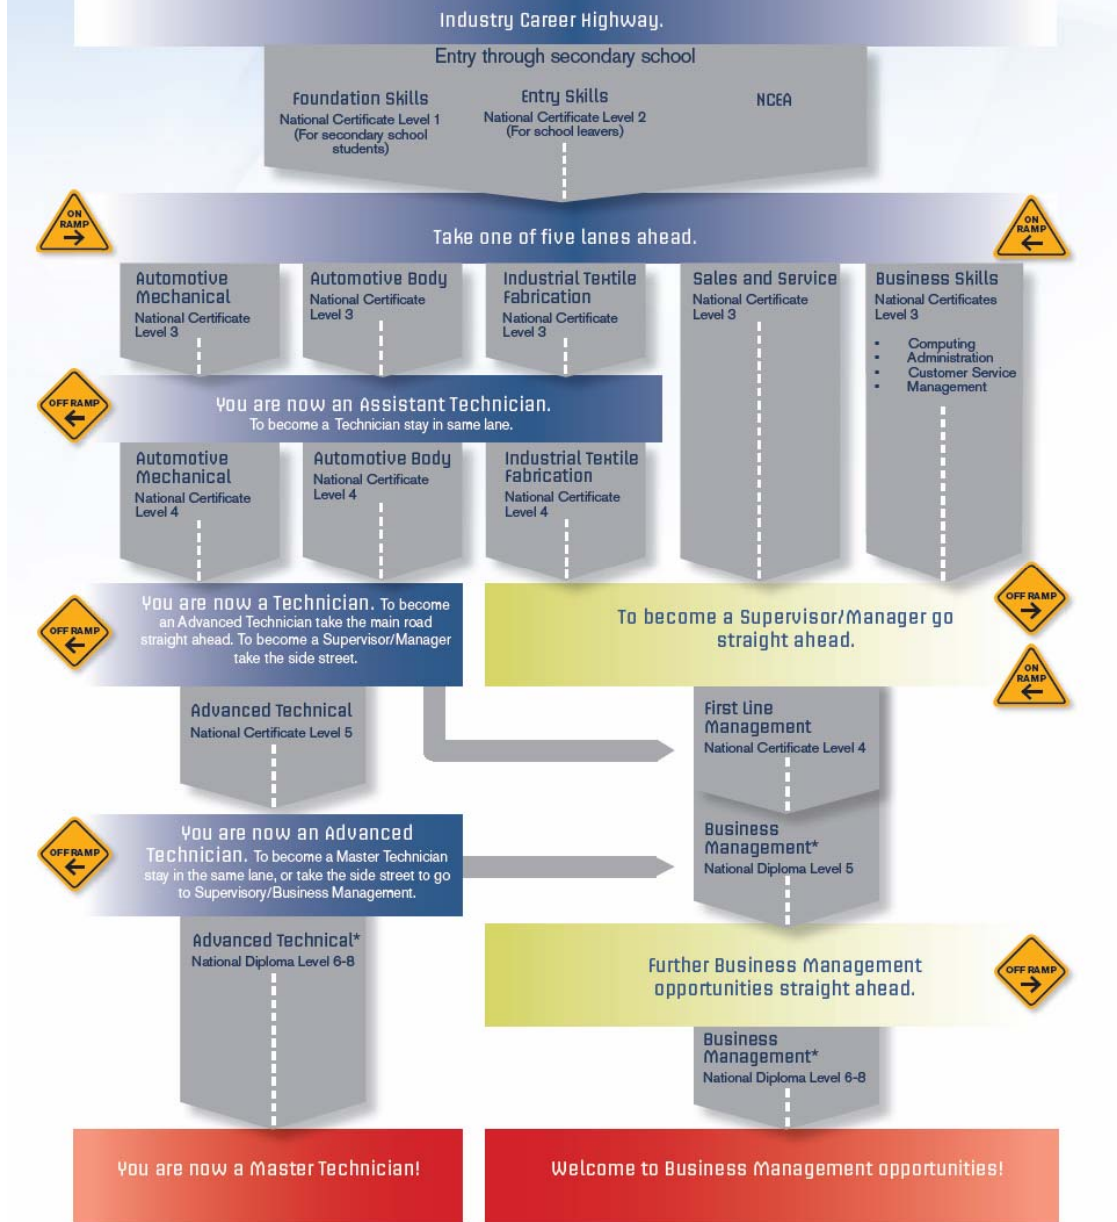 Industry Career Highway.
Entry through secondary school
Foundation Skills
National Certificate Level 1
(For secondary school
students)
Entry Skills
National Certificate Level 2
(For school leavers)
NCEA
ON
RAMP
Take one of five lanes ahead.
ON
RAMP
Automotive
Mechanical
National Certificate
Level 3
Automotive Body
National Certificate
Level 3
Industrial Textile
Fabrication
National Certificate
Level 3
Sales and Service
National Certificate
Level 3
Business Skills
National Certificates
Level 3
▪ Computing
▪ Administration
▪ Customer Service
▪ Management
OFF RAMP
You are now an Assistant Technician.
To become a Technician stay in same lane.
Automotive
Mechanical
National Certificate
Level 4
Automotive Body
National Certificate
Level 4
Industrial Textile
Fabrication
National Certificate
Level 4
OFF RAMP
You are now a Technician. To become
an Advanced Technician take the main road
straight ahead. To become a Supervisor/Manager
take the side street.
To become a Supervisor/Manager go
straight ahead.
OFF RAMP
ON
RAMP
Advanced Technical
National Certificate Level 5
First Line
Management
National Certificate Level 4
OFF RAMP
You are now an Advanced
Technician. To become a Master Technician
stay in the same lane, or take the side street to go
to Supervisory/Business Management.
Business
Management*
National Diploma Level 5
Advanced Technical*
National Diploma Level 6-8
Further Business Management
opportunities straight ahead.
OFF RAMP
Business
Management*
National Diploma Level 6-8
You are now a Master Technician!
Welcome to Business Management opportunities!